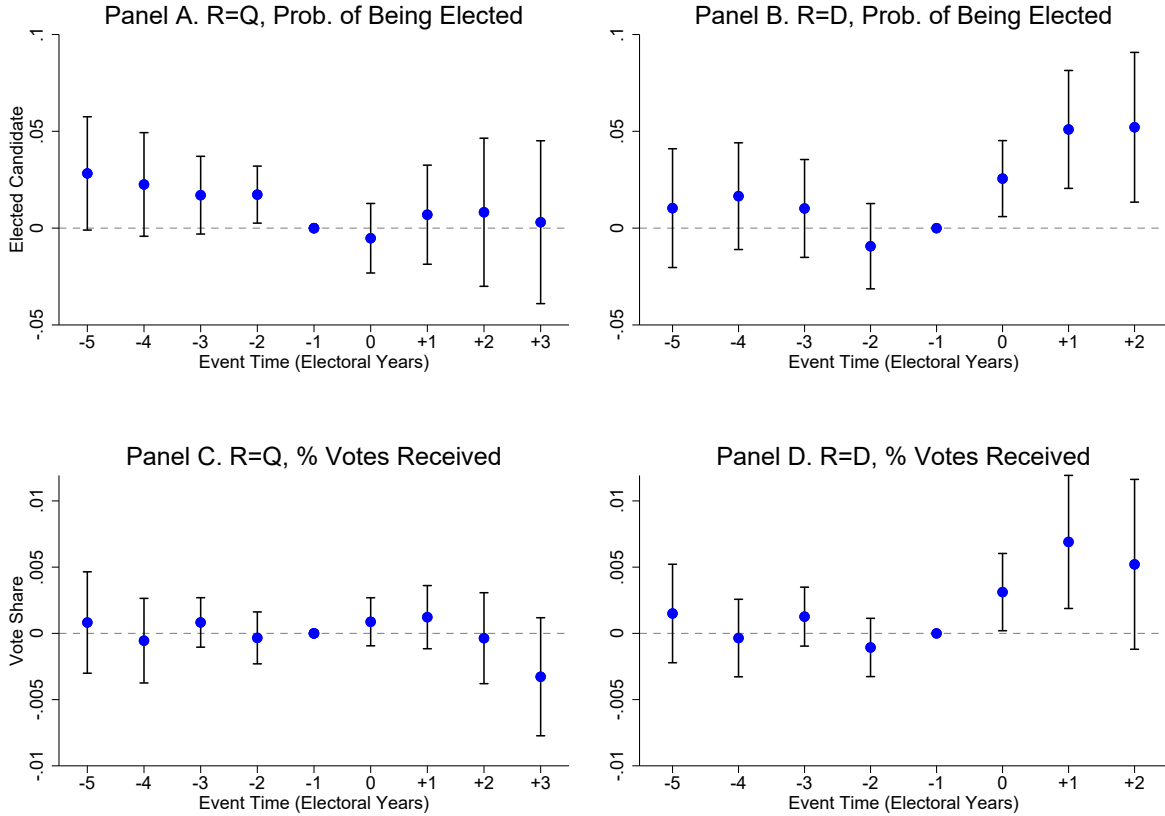 Panel A. R=Q, Prob. of Being Elected
Elected Candidate
.1
.05
0
-.05
-5 -4 -3 -2 -1 0 +1 +2 +3
Event Time (Electoral Years)
Panel B. R=D, Prob. of Being Elected
.1
.05
0
-.05
-5 -4 -3 -2 -1 0 +1 +2
Event Time (Electoral Years)
Panel C. R=Q, % Votes Received
Vote Share
.01
.005
0
-.005
-.01
-5 -4 -3 -2 -1 0 +1 +2 +3
Event Time (Electoral Years)
Panel D. R=D, % Votes Received
.01
.005
0
-.005
-.01
-5 -4 -3 -2 -1 0 +1 +2
Event Time (Electoral Years)